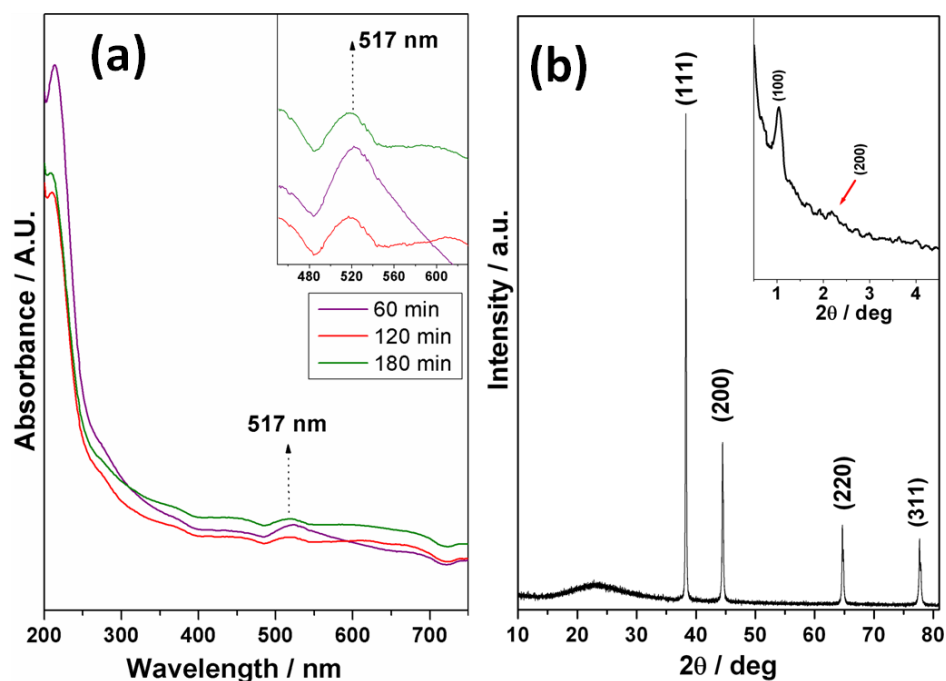 (a)
517 nm
480 520 560 600
60 min
120 min
180 min
517 nm
Absorbance / A.U.
200 300 400 500 600 700
Wavelength / nm
(b)
(111)
(200)
(220)
(311)
(100)
(200)
1 2 3 4
2θ / deg
Intensity / a.u.
10 20 30 40 50 60 70 80
2θ / deg